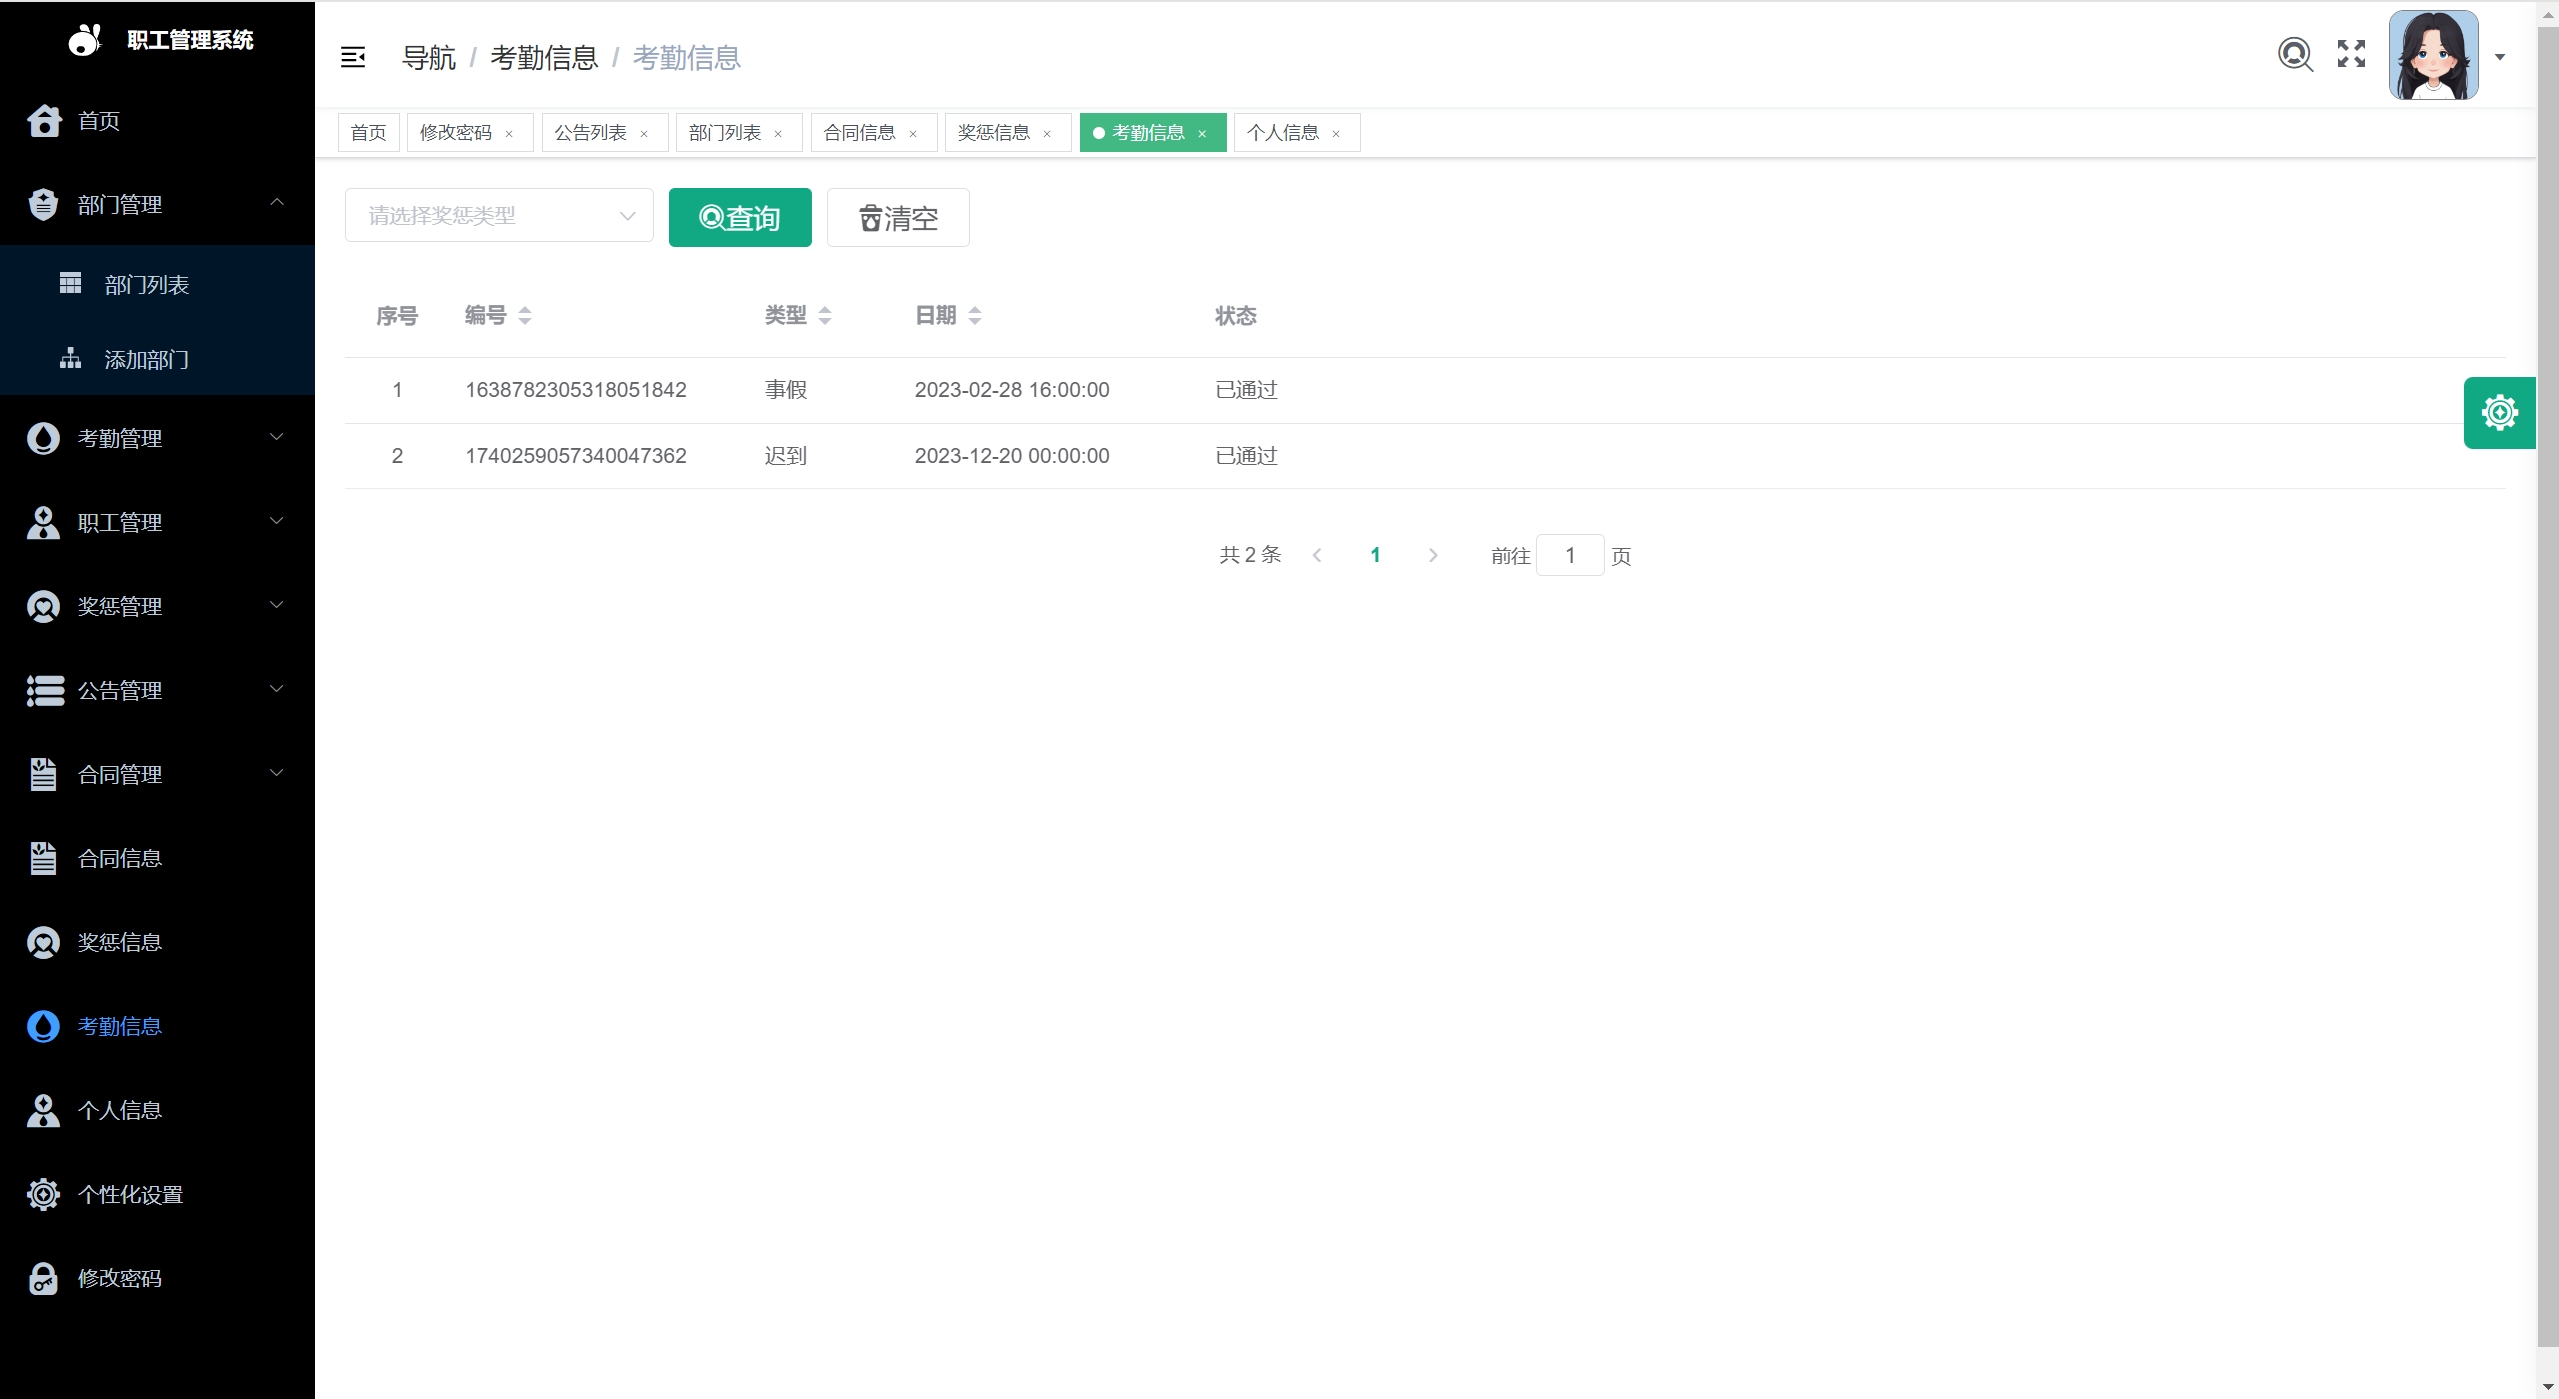 职工管理系统
首页
部门管理
部门列表
添加部门
考勤管理
职工管理
奖惩管理
公告管理
合同管理
合同信息
奖惩信息
考勤信息
个人信息
个性化设置
修改密码
导航 / 考勤信息 / 考勤信息
首页 修改密码 × 公告列表 × 部门列表 × 合同信息 × 奖惩信息 × 考勤信息 × 个人信息 ×
请选择奖惩类型 查询 清空
序号 编号 类型 日期 状态
1 1638782305318051842 事假 2023-02-28 16:00:00 已通过
2 1740259057340047362 迟到 2023-12-20 00:00:00 已通过
共 2 条 1 前往 1 页